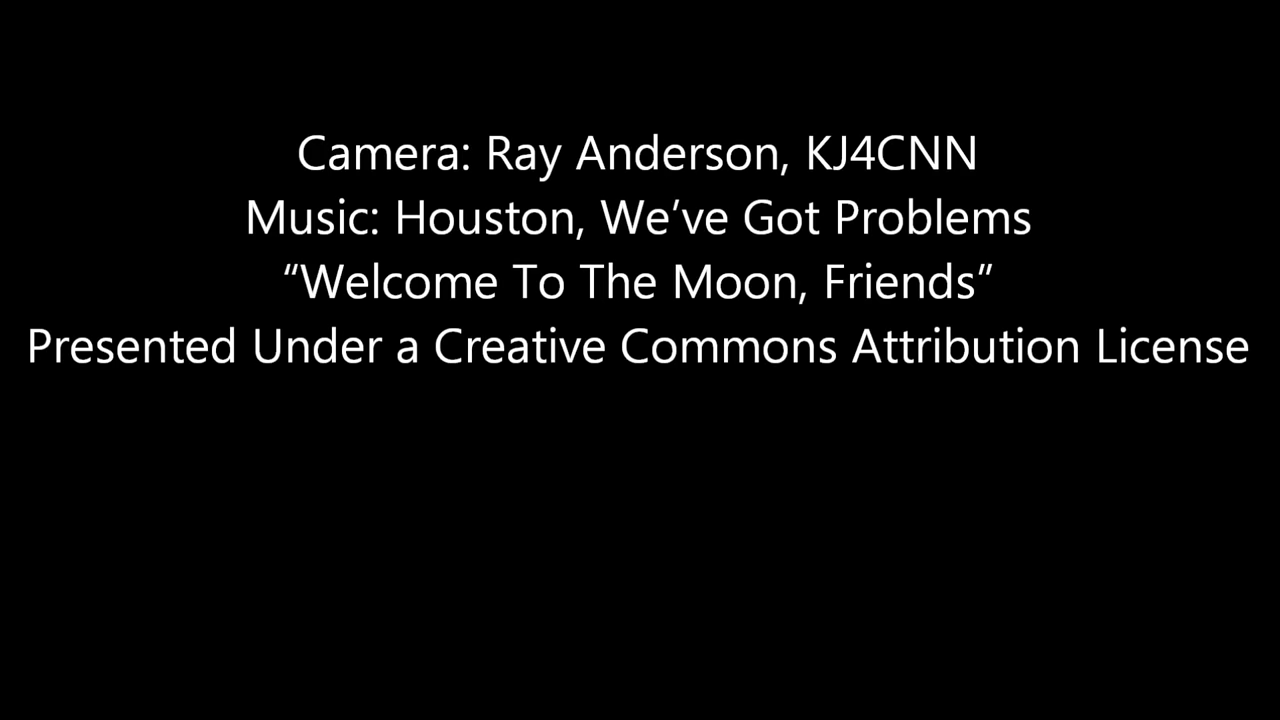 Camera: Ray Anderson, KJ4CNN
Music: Houston, We’ve Got Problems
“Welcome To The Moon, Friends”
Presented Under a Creative Commons Attribution License